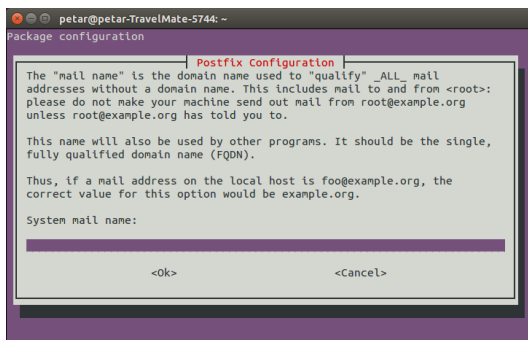 petar@petar-TravelMate-5744: ~
Package configuration
Postfix Configuration
The "mail name" is the domain name used to "qualify" _ALL_ mail
addresses without a domain name. This includes mail to and from <root>:
please do not make your machine send out mail from root@example.org
unless root@example.org has told you to.
This name will also be used by other programs. It should be the single,
fully qualified domain name (FQDN).
Thus, if a mail address on the local host is foo@example.org, the
correct value for this option would be example.org.
System mail name:
<Ok> <Cancel>